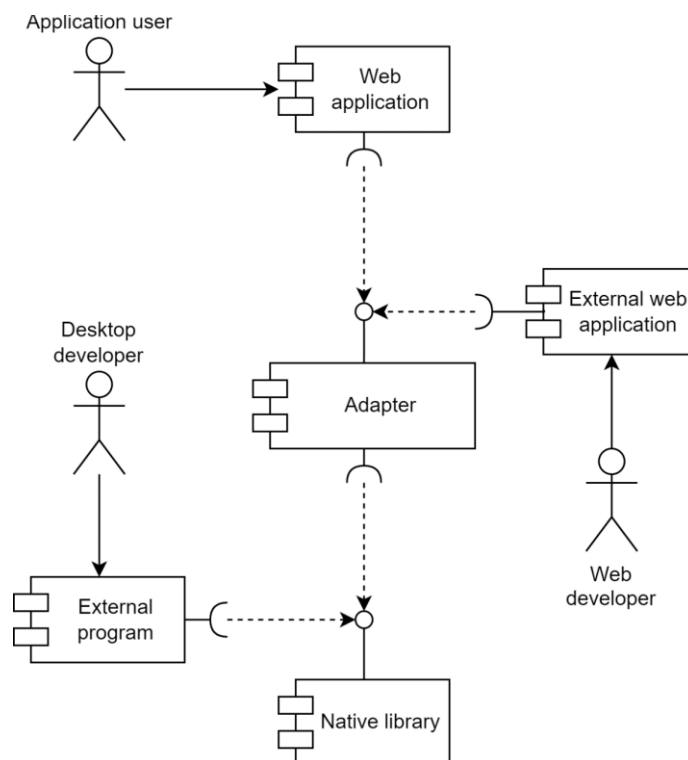 Application user
Web
application
External web
application
Desktop
developer
Adapter
Web
developer
External
program
Native library